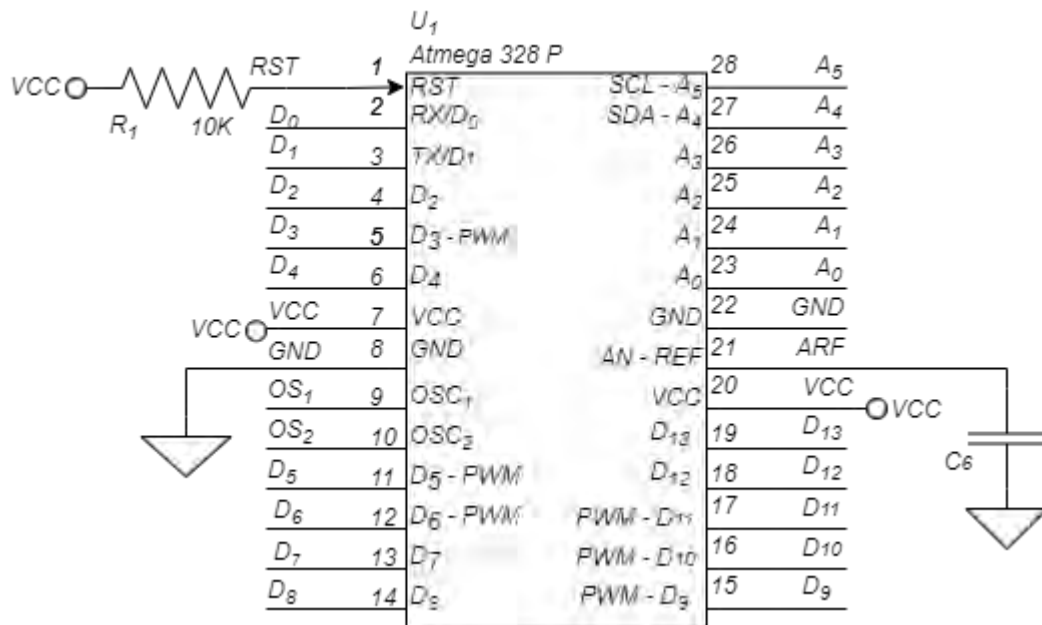 U₁
Atmega 328 P
VCC RST 1 RST SCL - A₅ 28 A₅
R₁ 10K D₀ 2 RX/D₀ SDA - A₄ 27 A₄
D₁ 3 TX/D₁ A₃ 26 A₃
D₂ 4 D₂ A₂ 25 A₂
D₃ 5 D₃ - PWM A₁ 24 A₁
D₄ 6 D₄ A₀ 23 A₀
VCC VCC 7 VCC GND 22 GND
GND 8 GND AN - REF 21 ARF
OS₁ 9 OSC₁ VCC 20 VCC VCC
OS₂ 10 OSC₂ D₁₃ 19 D₁₃
C6
D₅ 11 D₅ - PWM D₁₂ 18 D₁₂
D₆ 12 D₆ - PWM PWM - D₁₁ 17 D₁₁
D₇ 13 D₇ PWM - D₁₀ 16 D₁₀
D₈ 14 D₈ PWM - D₉ 15 D₉